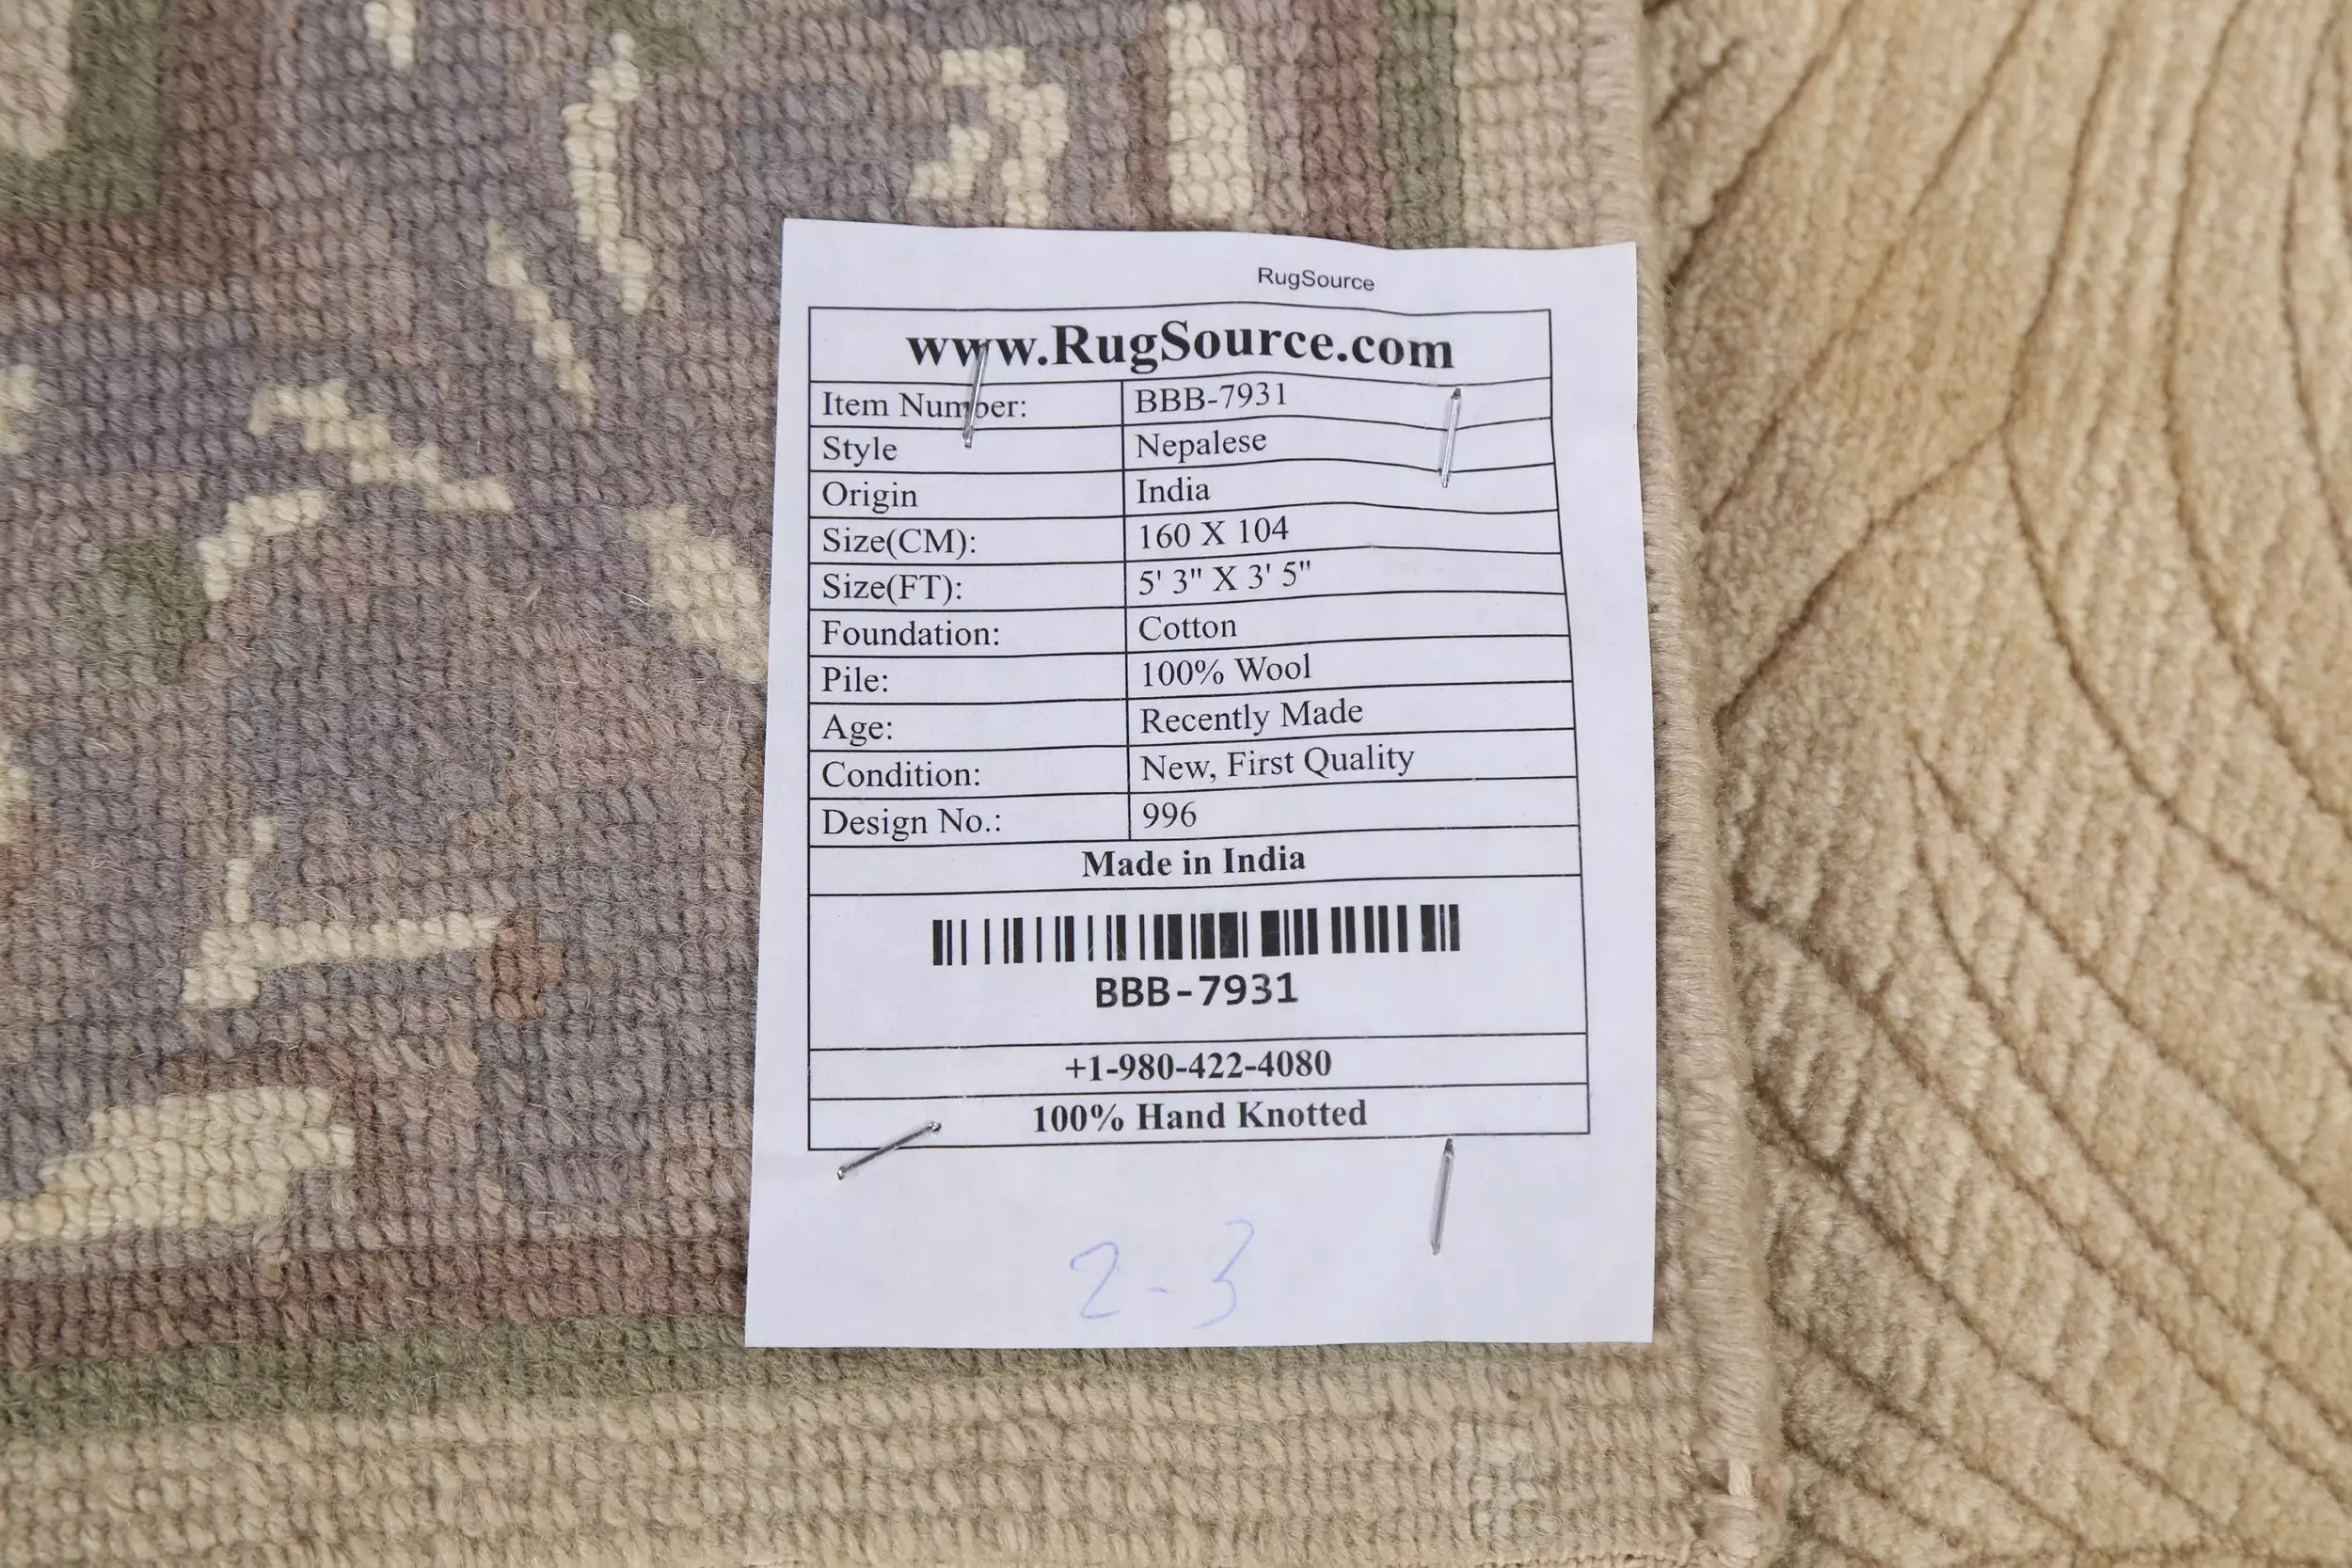 RugSource
www.RugSource.com
Item Number: BBB-7931
Style Nepalese
Origin India
Size(CM): 160 X 104
Size(FT): 5' 3" X 3' 5"
Foundation: Cotton
Pile: 100% Wool
Age: Recently Made
Condition: New, First Quality
Design No.: 996
Made in India
BBB-7931
+1-980-422-4080
100% Hand Knotted
2-3